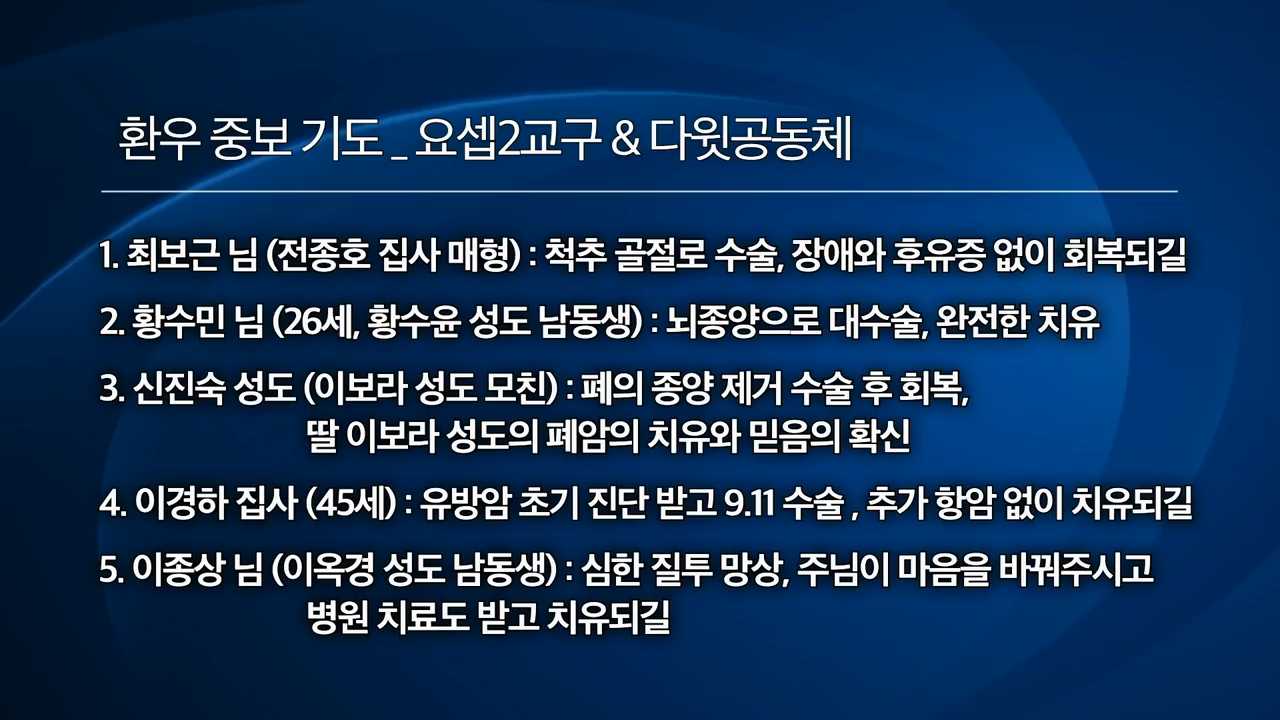 환우 중보 기도 _ 요셉2교구 & 다윗공동체
1. 최보근 님 (전종호 집사 매형) : 척추 골절로 수술, 장애와 후유증 없이 회복되길
2. 황수민 님 (26세, 황수윤 성도 남동생) : 뇌종양으로 대수술, 완전한 치유
3. 신진숙 성도 (이보라 성도 모친) : 폐의 종양 제거 수술 후 회복,
딸 이보라 성도의 폐암의 치유와 믿음의 확신
4. 이경하 집사 (45세) : 유방암 초기 진단 받고 9.11 수술 , 추가 항암 없이 치유되길
5. 이종상 님 (이옥경 성도 남동생) : 심한 질투 망상, 주님이 마음을 바꿔주시고
병원 치료도 받고 치유되길